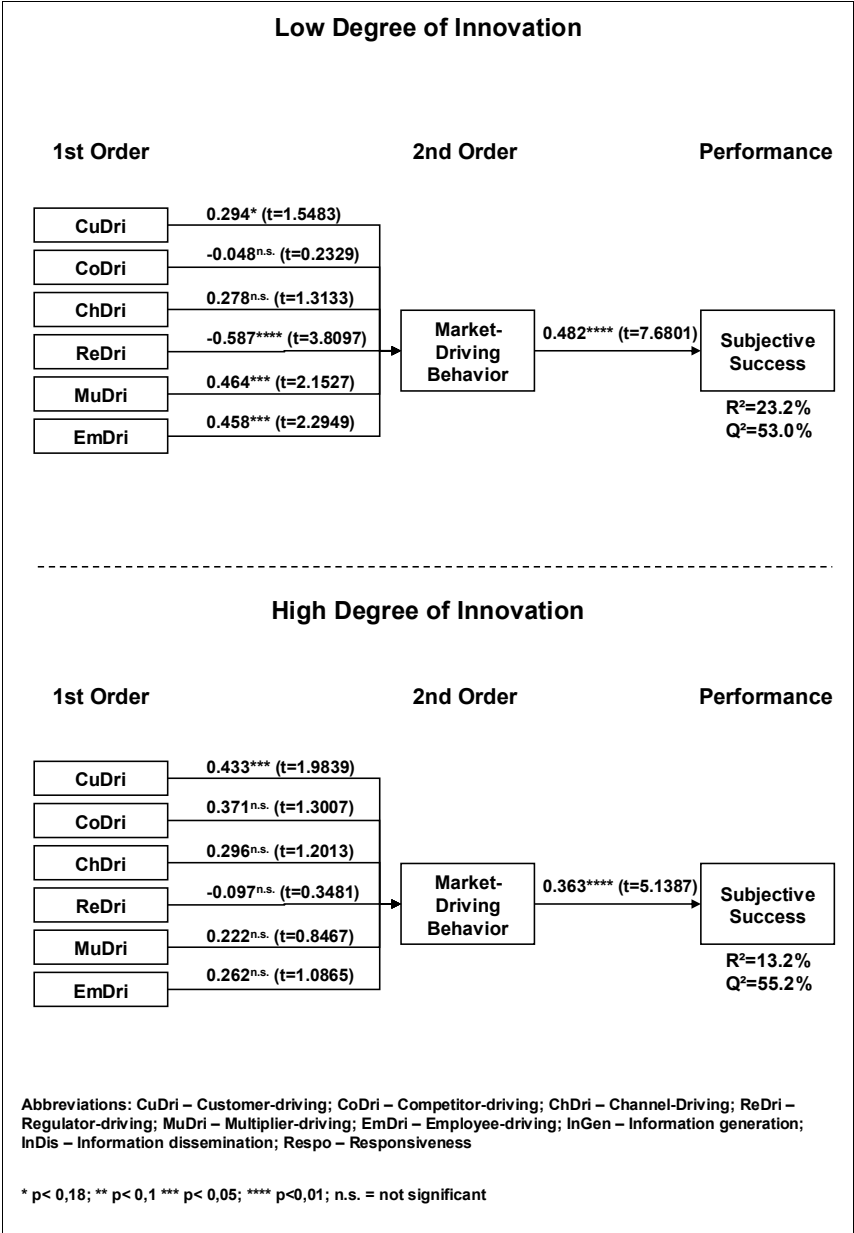 Low Degree of Innovation
1st Order 2nd Order Performance
CuDri 0.294* (t=1.5483)
CoDri -0.048n.s. (t=0.2329)
ChDri 0.278n.s. (t=1.3133)
ReDri -0.587**** (t=3.8097)
MuDri 0.464*** (t=2.1527)
EmDri 0.458*** (t=2.2949)
Market-
Driving
Behavior
0.482**** (t=7.6801)
Subjective
Success
R²=23.2%
Q²=53.0%
High Degree of Innovation
1st Order 2nd Order Performance
CuDri 0.433*** (t=1.9839)
CoDri 0.371n.s. (t=1.3007)
ChDri 0.296n.s. (t=1.2013)
ReDri -0.097n.s. (t=0.3481)
MuDri 0.222n.s. (t=0.8467)
EmDri 0.262n.s. (t=1.0865)
Market-
Driving
Behavior
0.363**** (t=5.1387)
Subjective
Success
R²=13.2%
Q²=55.2%
Abbreviations: CuDri – Customer-driving; CoDri – Competitor-driving; ChDri – Channel-Driving; ReDri –
Regulator-driving; MuDri – Multiplier-driving; EmDri – Employee-driving; InGen – Information generation;
InDis – Information dissemination; Respo – Responsiveness
* p< 0,18; ** p< 0,1 *** p< 0,05; **** p<0,01; n.s. = not significant